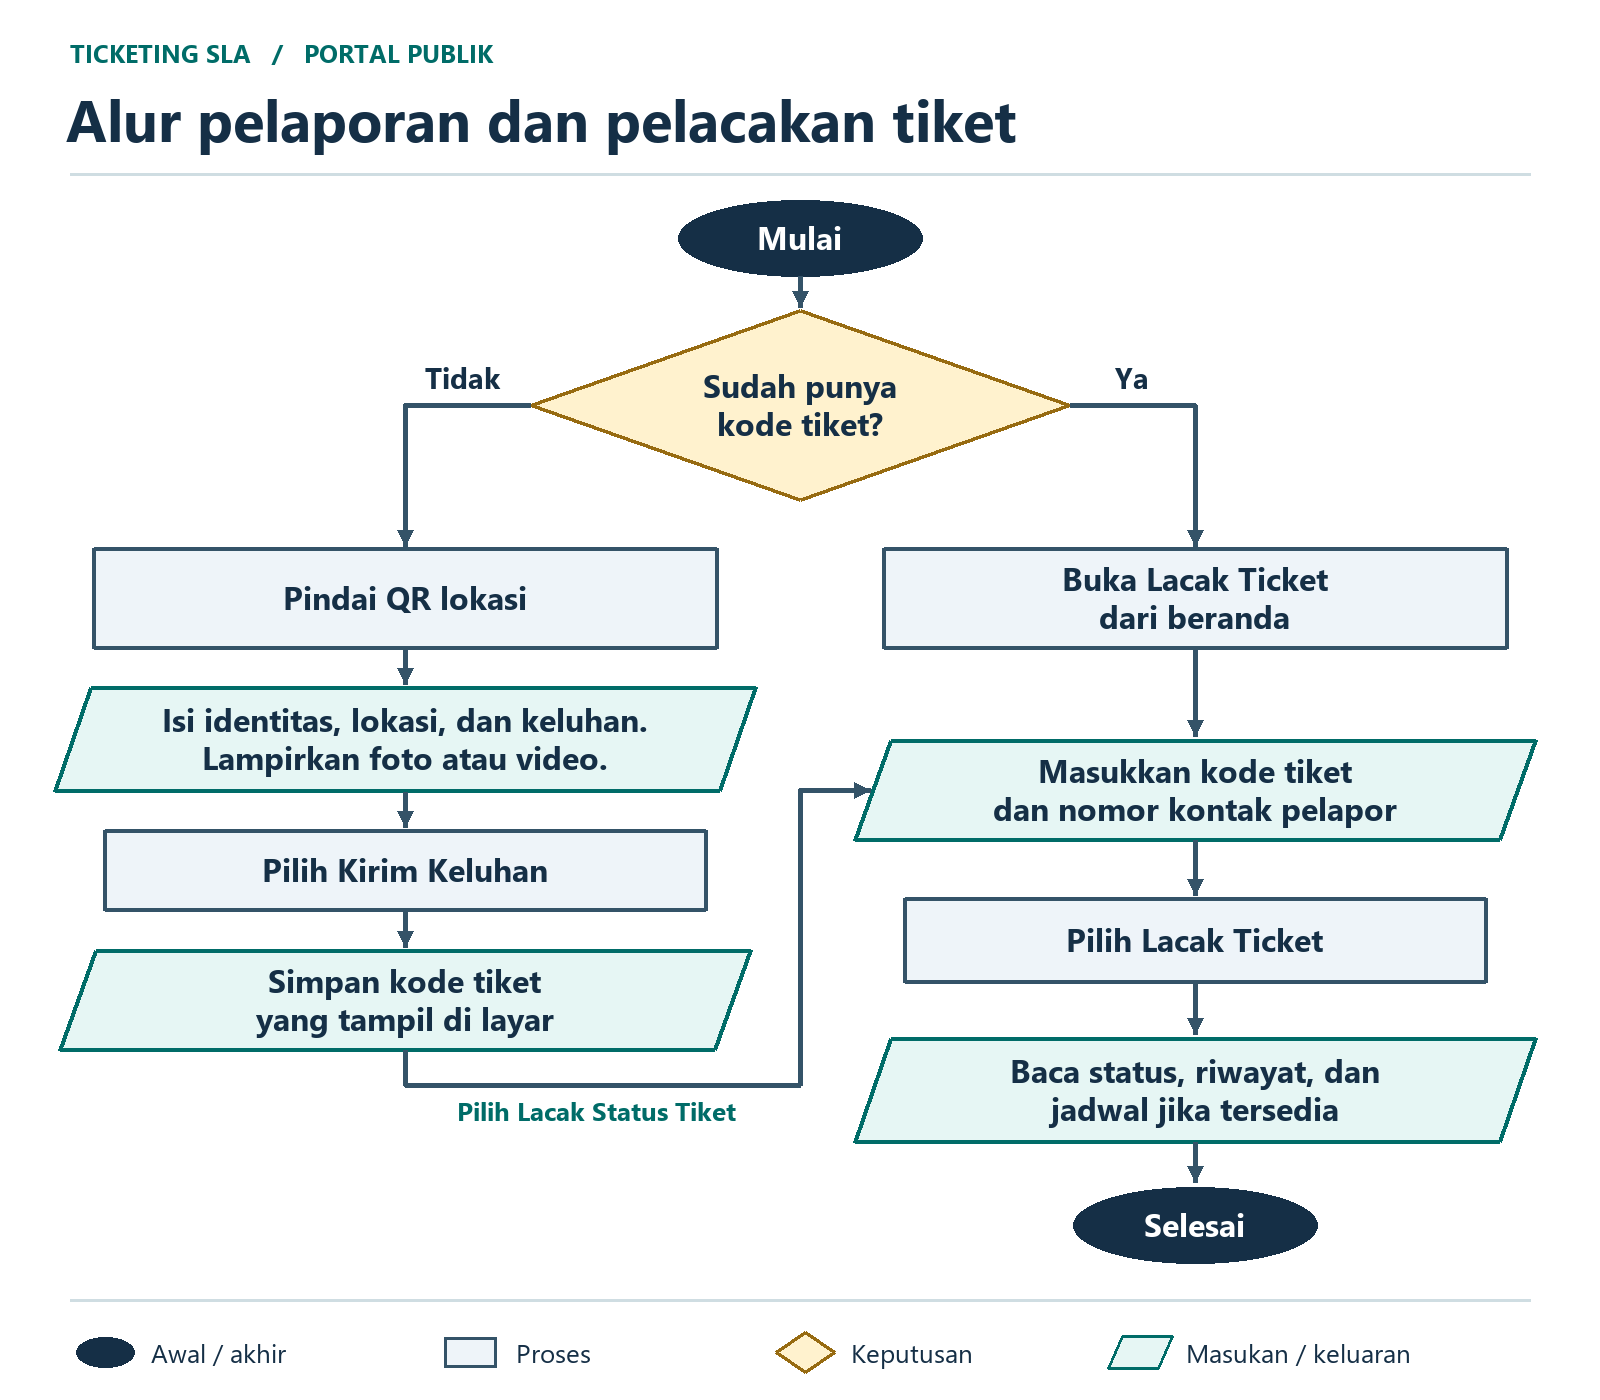 TICKETING SLA / PORTAL PUBLIK
Alur pelaporan dan pelacakan tiket
Mulai
Sudah punya
kode tiket?
Tidak
Ya
Pindai QR lokasi
Isi identitas, lokasi, dan keluhan.
Lampirkan foto atau video.
Pilih Kirim Keluhan
Simpan kode tiket
yang tampil di layar
Pilih Lacak Status Tiket
Buka Lacak Ticket
dari beranda
Masukkan kode tiket
dan nomor kontak pelapor
Pilih Lacak Ticket
Baca status, riwayat, dan
jadwal jika tersedia
Selesai
Awal / akhir
Proses
Keputusan
Masukan / keluaran